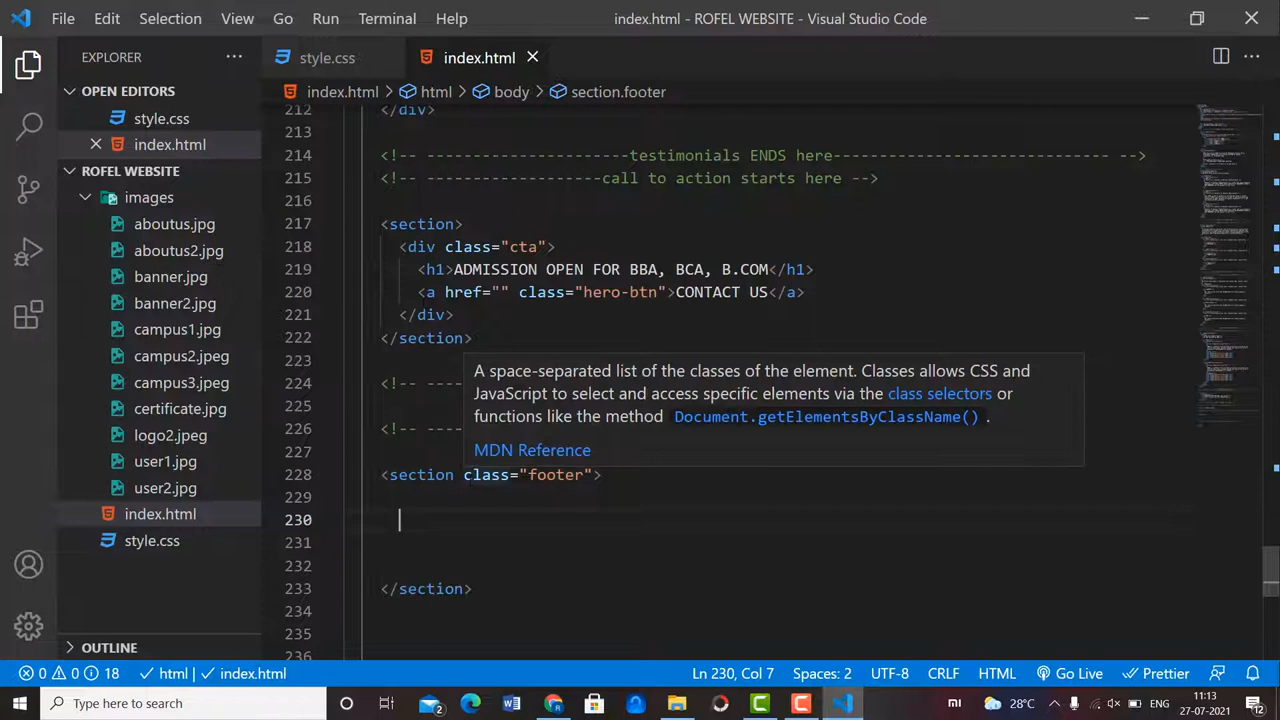 File Edit Selection View Go Run Terminal Help index.html - ROFEL WEBSITE - Visual Studio Code
EXPLORER
style.css index.html
OPEN EDITORS
style.css
index.html
ROFEL WEBSITE
images
aboutus.jpg
aboutus2.jpg
banner.jpg
banner2.jpg
campus1.jpg
campus2.jpeg
campus3.jpeg
certificate.jpg
logo2.jpeg
user1.jpg
user2.jpg
index.html
style.css
OUTLINE
index.html > html > body > section.footer
212 </div>
213
214 <!-- -------------------------testimonials ENDS here-------------------------------- -->
215 <!----------------------call to action starts here -->
216
217 <section>
218 <div class="cta">
219 <h1>ADMISSION OPEN FOR BBA, BCA, B.COM</h1>
220 <a href="" class="hero-btn">CONTACT US</a>
221 </div>
222 </section>
223
224 <!-- ----
225
226 <!-- ----
227
228 <section class="footer">
229
230
231
232
233 </section>
234
235
236
A space-separated list of the classes of the element. Classes allows CSS and
JavaScript to select and access specific elements via the class selectors or
functions like the method Document.getElementsByClassName() .
MDN Reference
0 0 18 html | index.html Ln 230, Col 7 Spaces: 2 UTF-8 CRLF HTML Go Live Prettier
Type here to search 2 mi 28°C ENG 11:13
27-07-2021 12